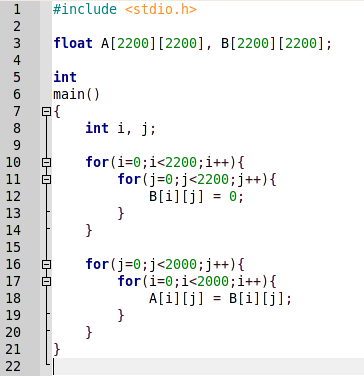 1 #include <stdio.h>
2
3 float A[2200][2200], B[2200][2200];
4
5 int
6 main()
7 {
8     int i, j;
9
10     for(i=0;i<2200;i++){
11         for(j=0;j<2200;j++){
12             B[i][j] = 0;
13         }
14     }
15
16     for(j=0;j<2000;j++){
17         for(i=0;i<2000;i++){
18             A[i][j] = B[i][j];
19         }
20     }
21 }
22